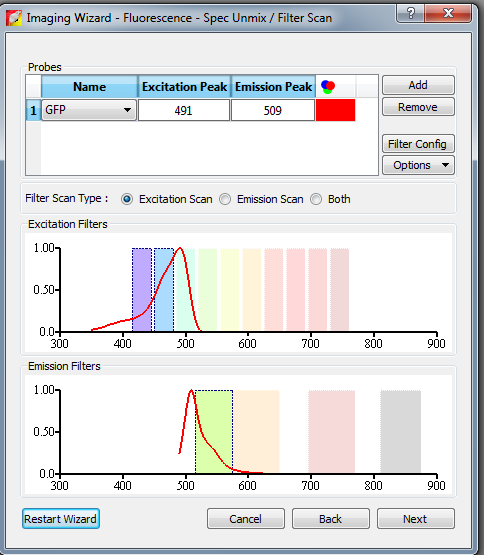 Imaging Wizard - Fluorescence - Spec Unmix / Filter Scan
Probes
Name Excitation Peak Emission Peak
1 GFP 491 509
Add
Remove
Filter Config
Options
Filter Scan Type : Excitation Scan Emission Scan Both
Excitation Filters
1.00
0.50
0.0
300 400 500 600 700 800 900
Emission Filters
1.00
0.50
0.0
300 400 500 600 700 800 900
Restart Wizard Cancel Back Next